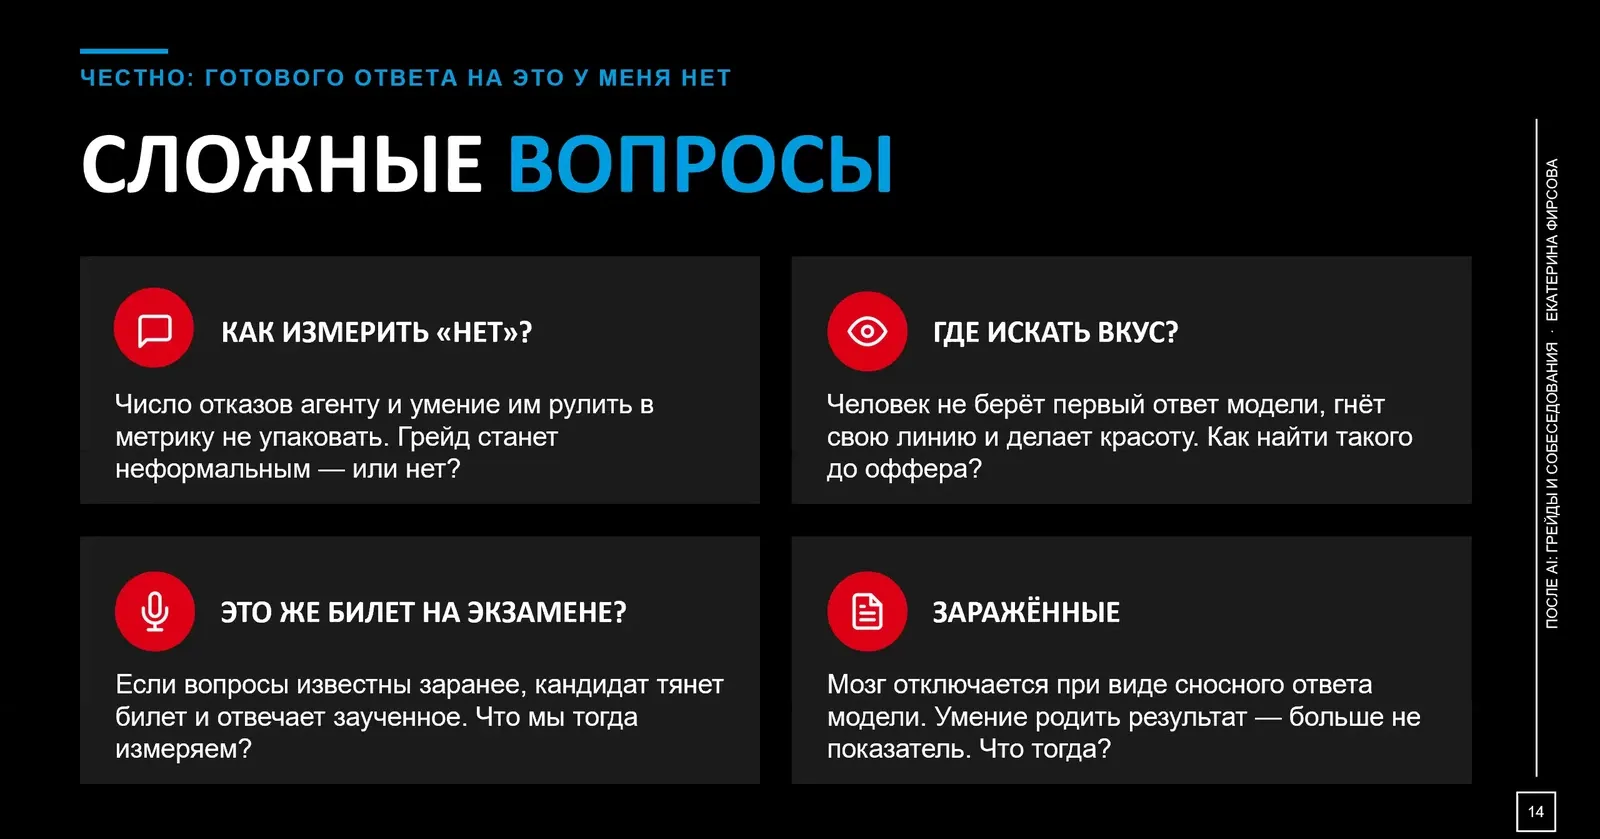 ЧЕСТНО: ГОТОВОГО ОТВЕТА НА ЭТО У МЕНЯ НЕТ
СЛОЖНЫЕ ВОПРОСЫ
КАК ИЗМЕРИТЬ «НЕТ»?
Число отказов агенту и умение им рулить в
метрику не упаковать. Грейд станет
неформальным — или нет?
ГДЕ ИСКАТЬ ВКУС?
Человек не берёт первый ответ модели, гнёт
свою линию и делает красоту. Как найти такого
до оффера?
ЭТО ЖЕ БИЛЕТ НА ЭКЗАМЕНЕ?
Если вопросы известны заранее, кандидат тянет
билет и отвечает заученное. Что мы тогда
измеряем?
ЗАРАЖЁННЫЕ
Мозг отключается при виде сносного ответа
модели. Умение родить результат — больше не
показатель. Что тогда?
ПОСЛЕ AI: ГРЕЙДЫ И СОБЕСЕДОВАНИЯ · ЕКАТЕРИНА ФИРСОВА
14